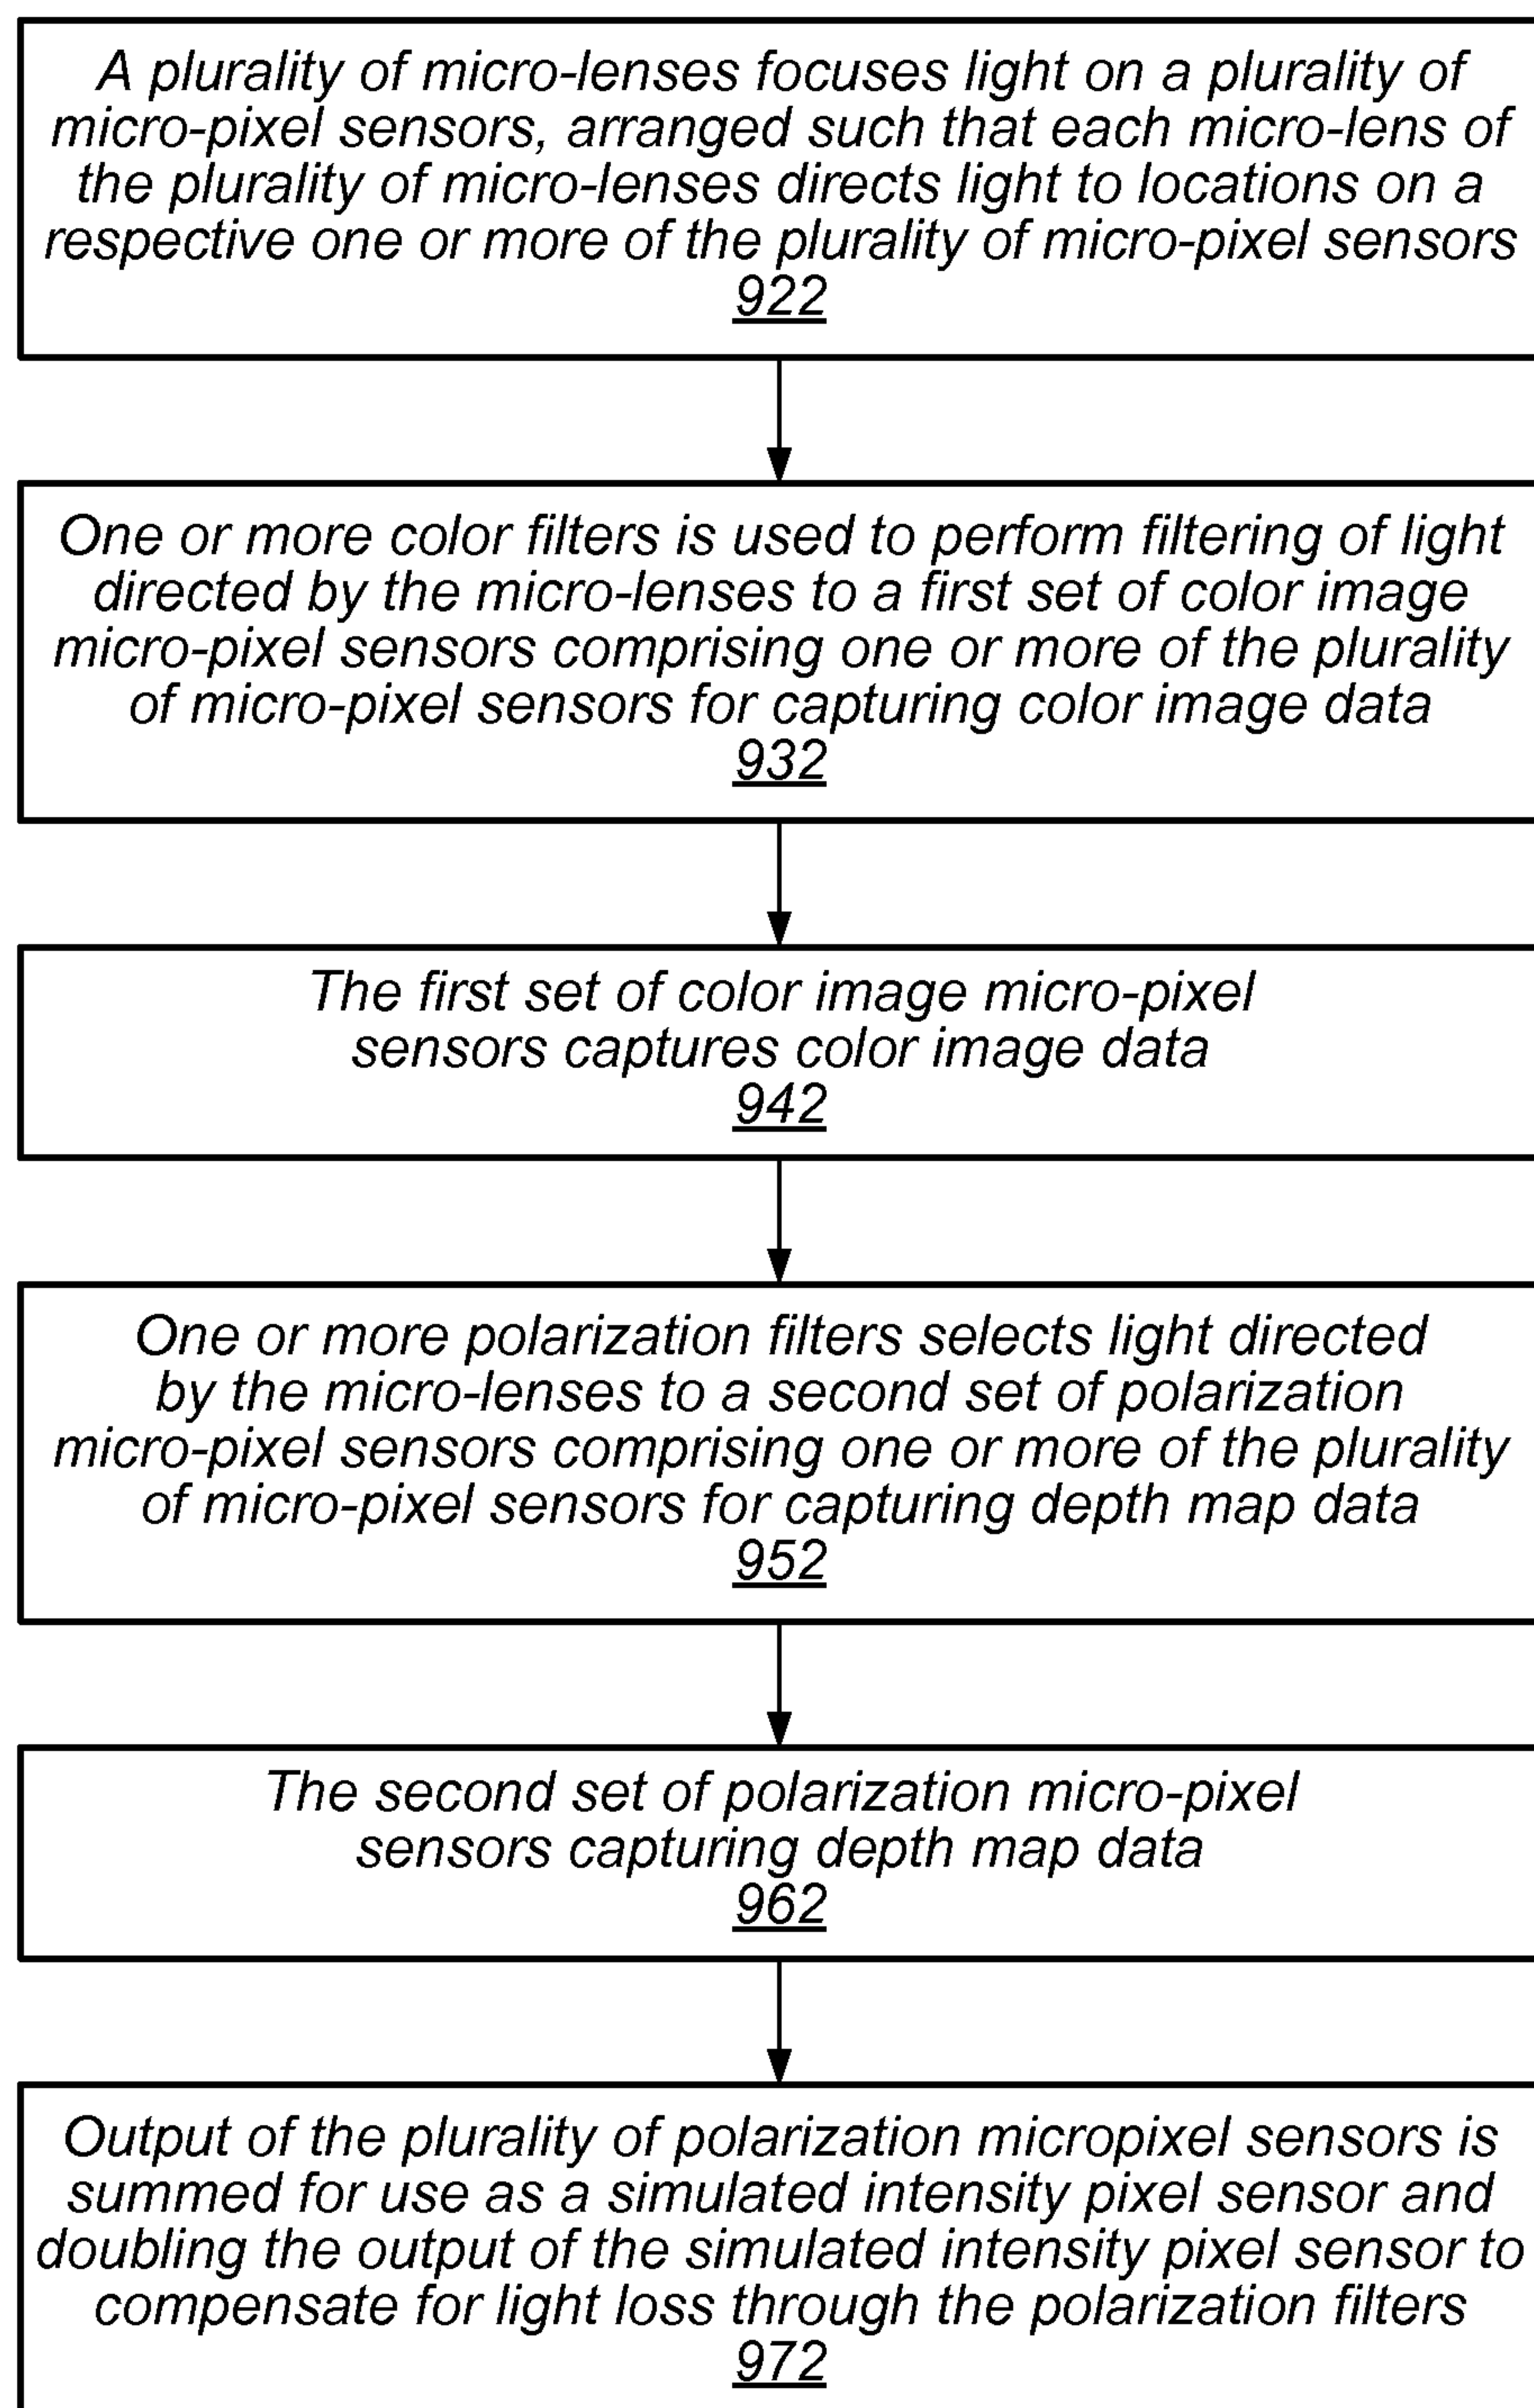 A plurality of micro-lenses focuses light on a plurality of
micro-pixel sensors, arranged such that each micro-lens of
the plurality of micro-lenses directs light to locations on a
respective one or more of the plurality of micro-pixel sensors
922
One or more color filters is used to perform filtering of light
directed by the micro-lenses to a first set of color image
micro-pixel sensors comprising one or more of the plurality
of micro-pixel sensors for capturing color image data
932
The first set of color image micro-pixel
sensors captures color image data
942
One or more polarization filters selects light directed
by the micro-lenses to a second set of polarization
micro-pixel sensors comprising one or more of the plurality
of micro-pixel sensors for capturing depth map data
952
The second set of polarization micro-pixel
sensors capturing depth map data
962
Output of the plurality of polarization micropixel sensors is
summed for use as a simulated intensity pixel sensor and
doubling the output of the simulated intensity pixel sensor to
compensate for light loss through the polarization filters
972